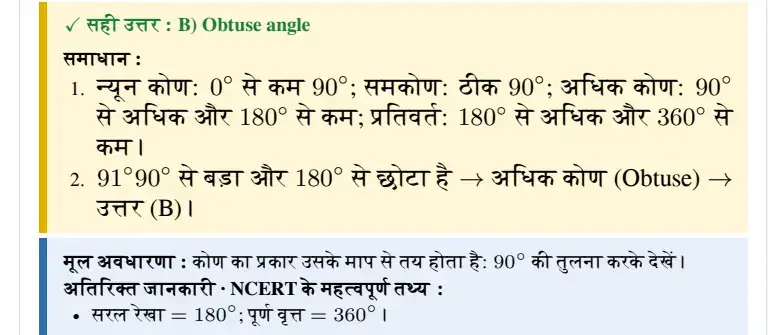 ✓ सही उत्तर : B) Obtuse angle
समाधान :
1. न्यून कोण: 0° से कम 90°; समकोण: ठीक 90°; अधिक कोण: 90°
से अधिक और 180° से कम; प्रतिवर्त: 180° से अधिक और 360° से
कम।
2. 91°90° से बड़ा और 180° से छोटा है → अधिक कोण (Obtuse) →
उत्तर (B)।
मूल अवधारणा : कोण का प्रकार उसके माप से तय होता है: 90° की तुलना करके देखें।
अतिरिक्त जानकारी · NCERT के महत्वपूर्ण तथ्य :
• सरल रेखा = 180°; पूर्ण वृत्त = 360°।